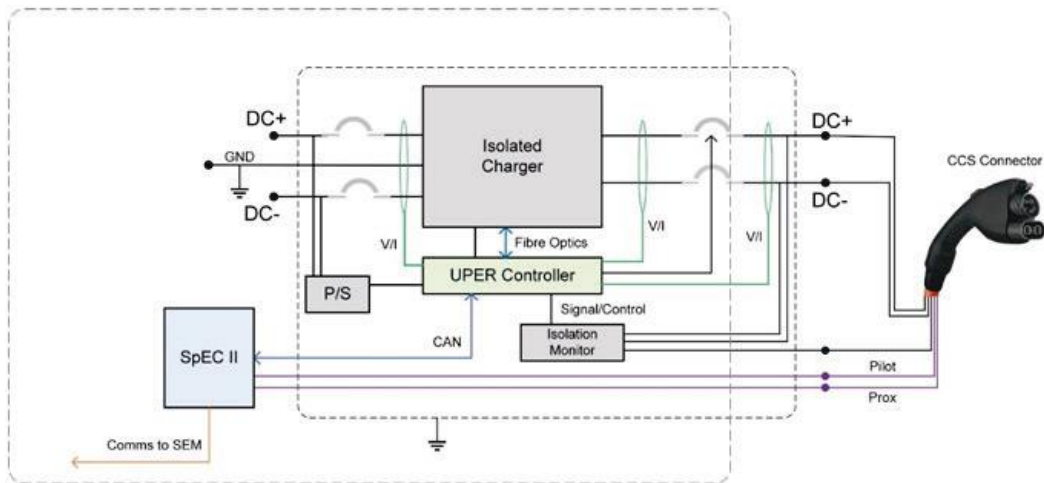 DC+
GND
DC-
Isolated
Charger
DC+
DC-
CCS Connector
V/I
Fibre Optics
V/I
V/I
UPER Controller
P/S
Signal/Control
Isolation
Monitor
CAN
SpEC II
Pilot
Prox
Comms to SEM